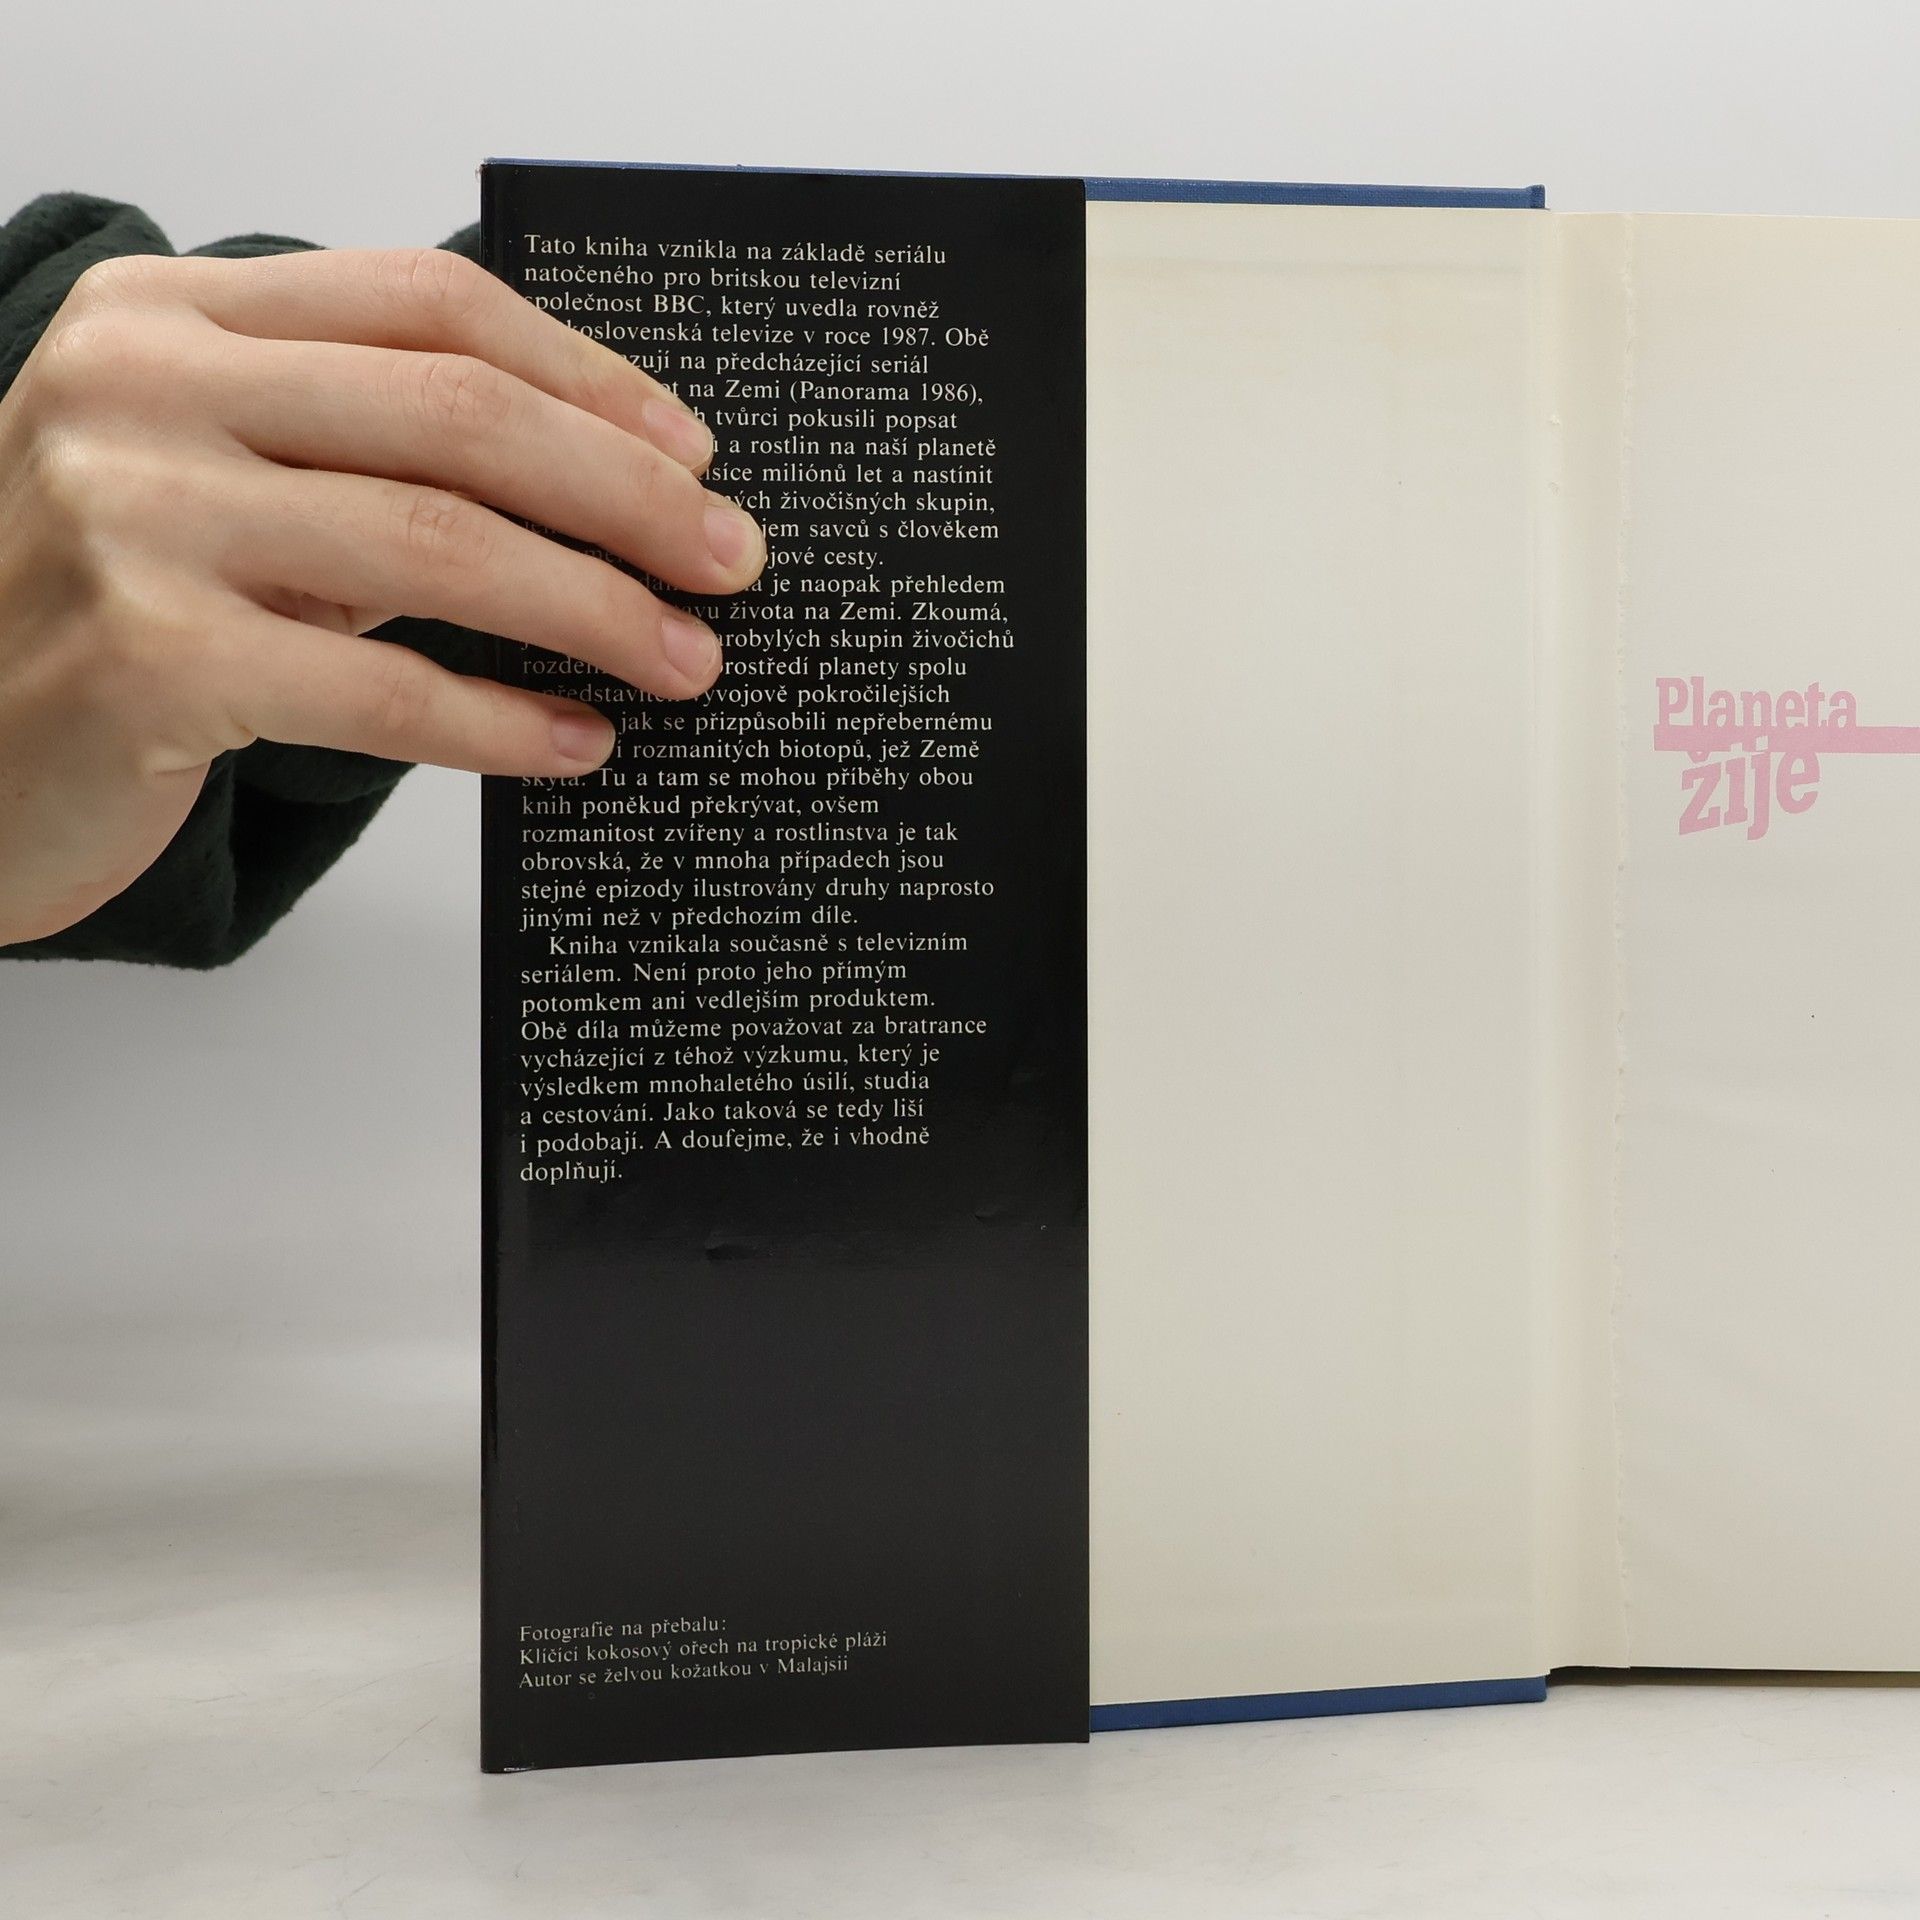 Tato kniha vznikla na základě seriálu
natočeného pro britskou televizní
společnost BBC, který uvedla rovněž
koslovenská televize v roce 1987. Obě
zují na předcházející seriál
na Zemi (Panorama 1986),
tvůrci pokusili popsat
a rostlin na naší planetě
miliónů let a nastínit
živočišných skupin,
savců s člověkem
cesty.
je naopak přehledem
života na Zemi. Zkoumá,
skupin živočichů
planety spolu
pokročilejších
jak se přizpůsobili nepřebernému
rozmanitých biotopů, jež Země
skýtá. Tu a tam se mohou příběhy obou
knih poněkud překrývat, ovšem
rozmanitost zvířeny a rostlinstva je tak
obrovská, že v mnoha případech jsou
stejné epizody ilustrovány druhy naprosto
jinými než v předchozím díle.
Kniha vznikala současně s televizním
seriálem. Není proto jeho přímým
potomkem ani vedlejším produktem.
Obě díla můžeme považovat za bratrance
vycházející z téhož výzkumu, který je
výsledkem mnohaletého úsilí, studia
a cestování. Jako taková se tedy liší
i podobají. A doufejme, že i vhodně
doplňují.
Fotografie na přebalu:
Klíčící kokosový ořech na tropické pláži
Autor se želvou kožatkou v Malajsii
Planeta
žije